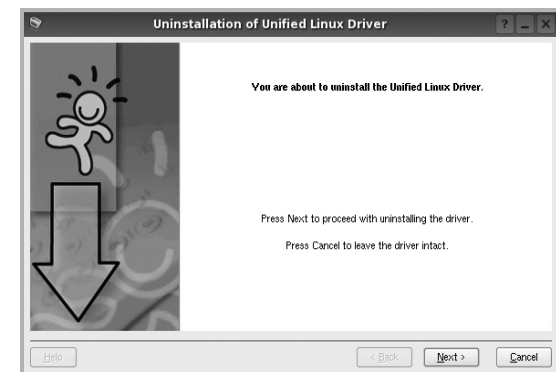 Uninstallation of Unified Linux Driver
You are about to uninstall the Unified Linux Driver.
Press Next to proceed with uninstalling the driver.
Press Cancel to leave the driver intact.
Help
< Back
Next >
Cancel